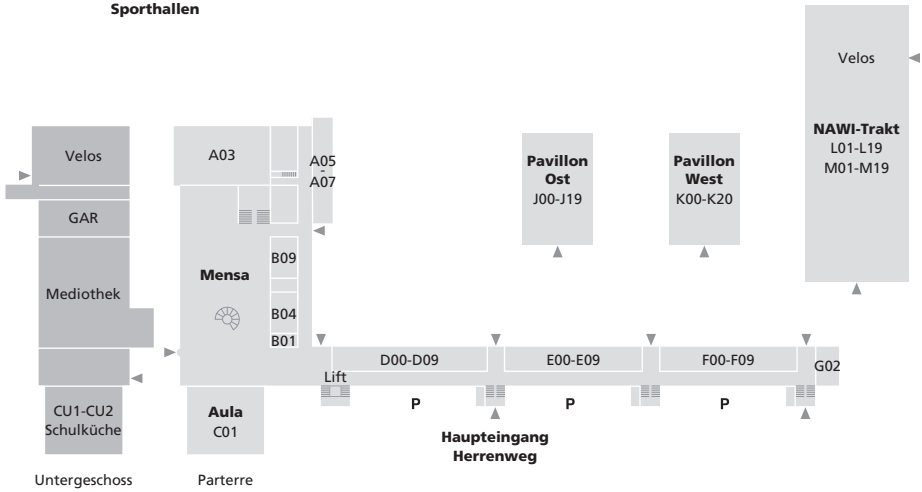 Sporthallen
Velos
NAWI-Trakt
L01-L19
M01-M19
Velos
GAR
Mediothek
CU1-CU2
Schulküche
Untergeschoss
A03
A05
-
A07
Mensa
B09
B04
B01
Lift
Aula
C01
Parterre
Pavillon
Ost
J00-J19
Pavillon
West
K00-K20
D00-D09
E00-E09
F00-F09
G02
P
P
P
Haupteingang
Herrenweg